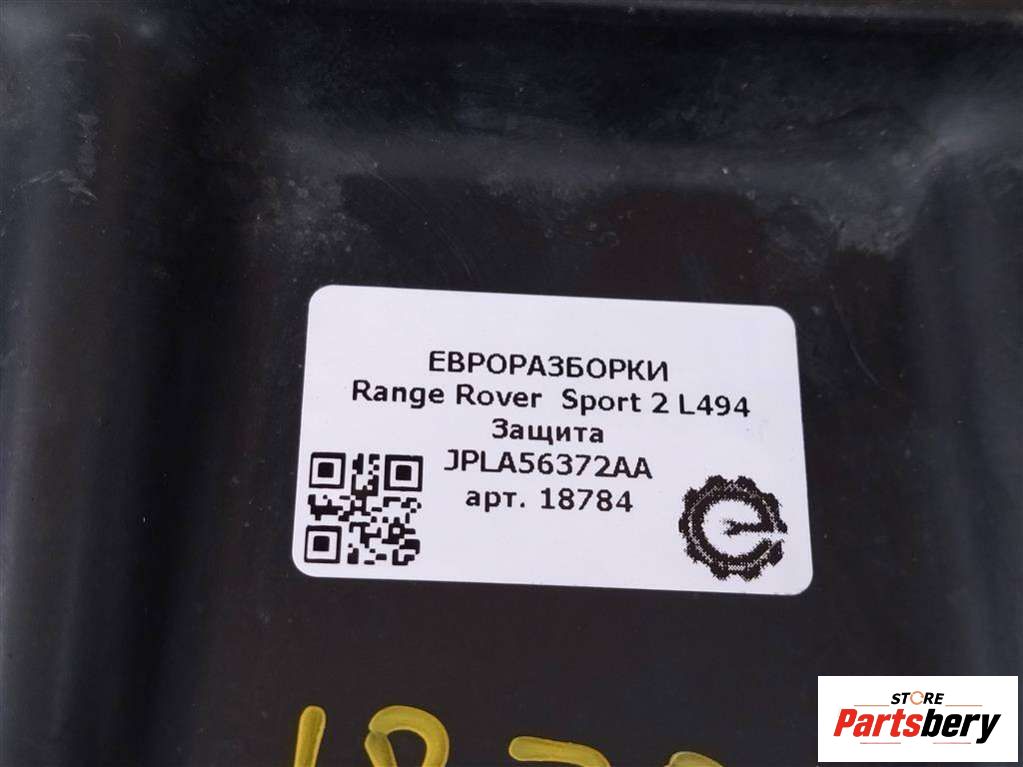 ЕВРОРАЗБОРКИ
Range Rover Sport 2 L494
Защита
JPLA56372AA
арт. 18784
STORE
Partsbery